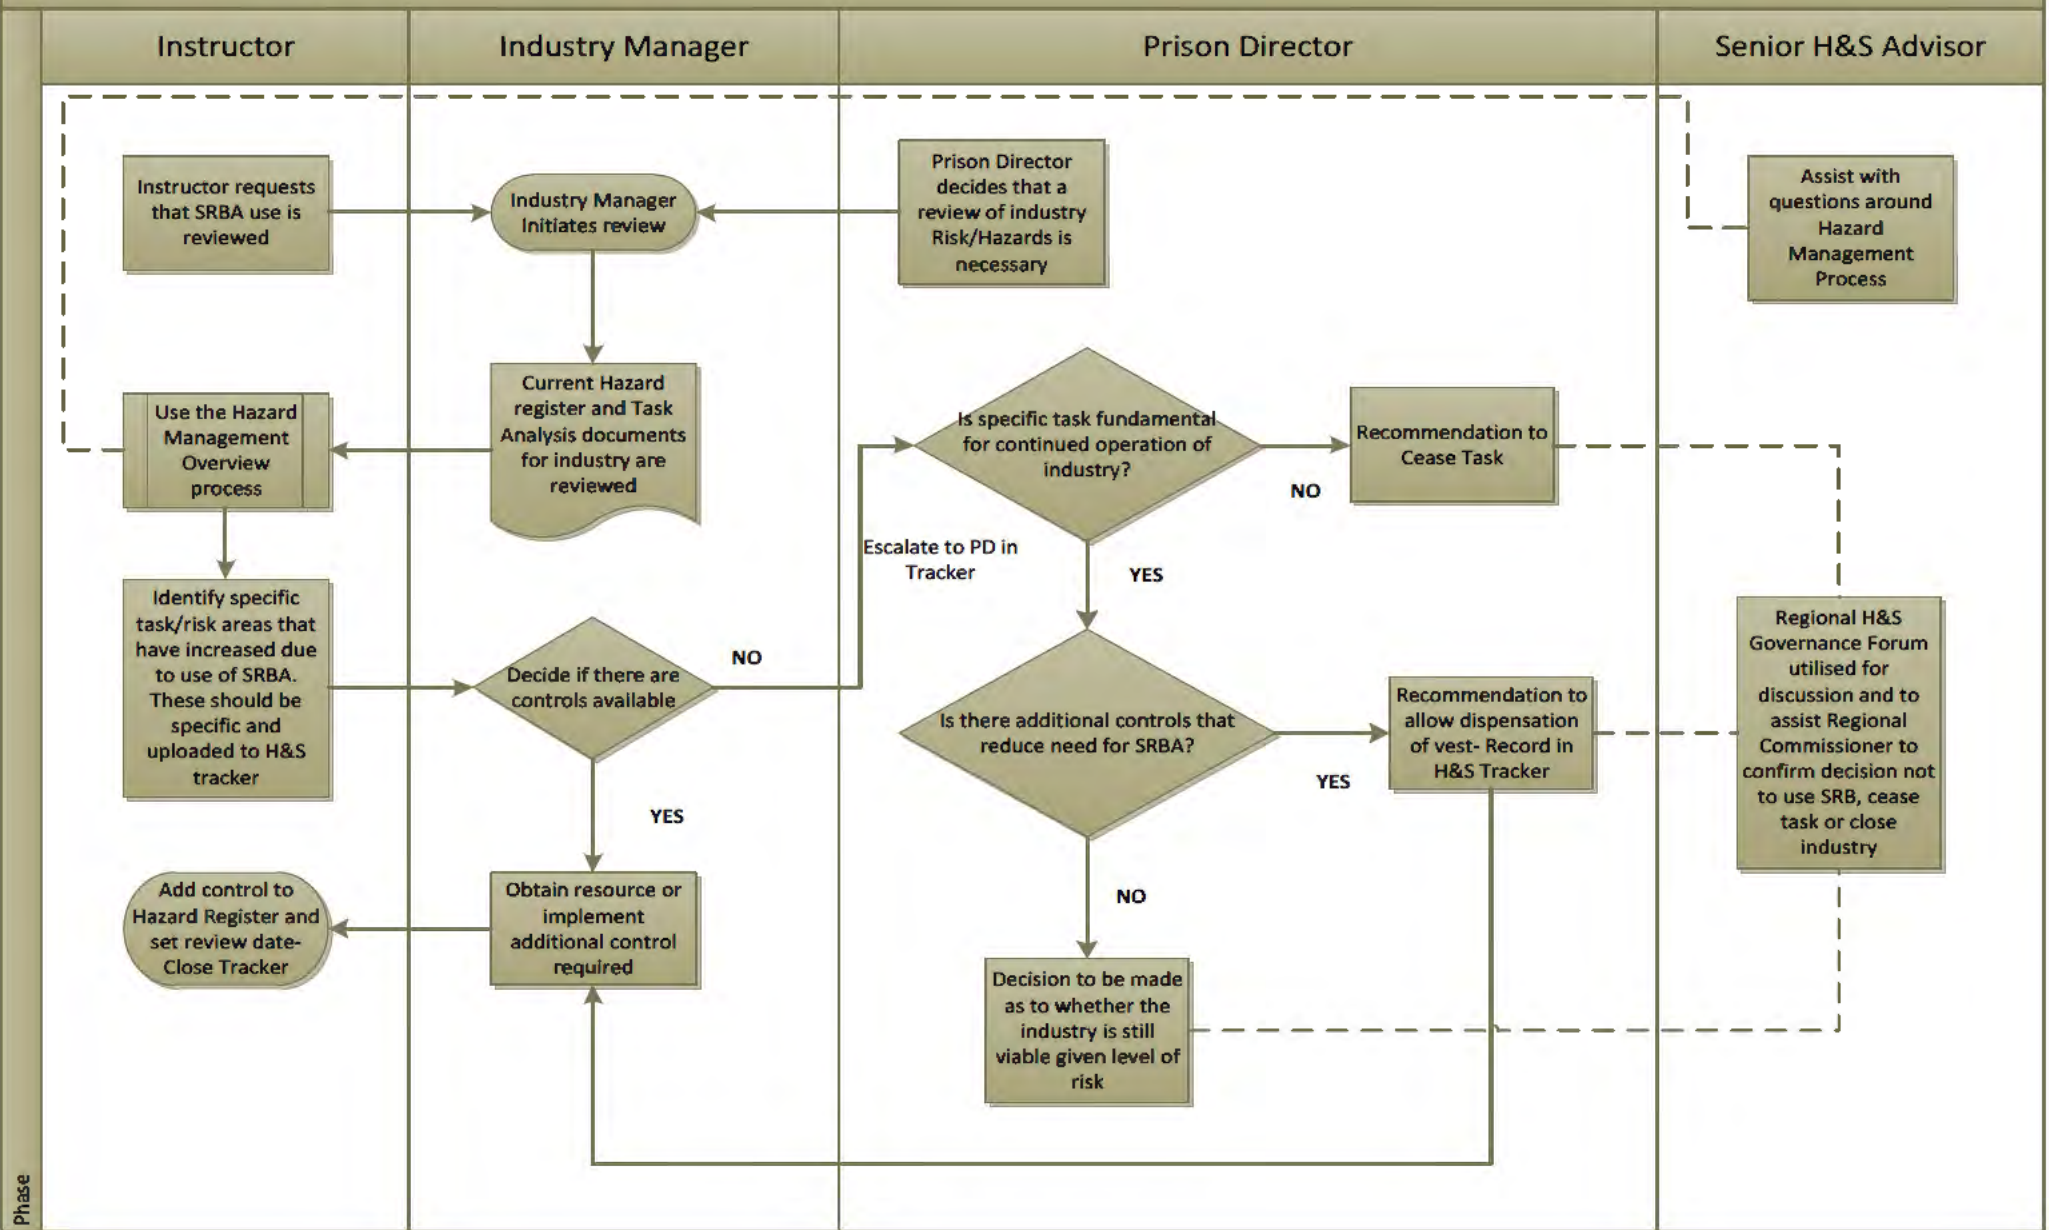 Instructor
Industry Manager
Prison Director
Senior H&S Advisor
Instructor requests
that SRBA use is
reviewed
Industry Manager
Initiates review
Prison Director
decides that a
review of industry
Risk/Hazards is
necessary
Assist with
questions around
Hazard
Management
Process
Use the Hazard
Management
Overview
process
Current Hazard
register and Task
Analysis documents
for industry are
reviewed
Is specific task fundamental
for continued operation of
industry?
NO
Recommendation to
Cease Task
Escalate to PD in
Tracker
YES
Identify specific
task/risk areas that
have increased due
to use of SRBA.
These should be
specific and
uploaded to H&S
tracker
Decide if there are
controls available
NO
YES
Is there additional controls that
reduce need for SRBA?
YES
Recommendation to
allow dispensation
of vest- Record in
H&S Tracker
Regional H&S
Governance Forum
utilised for
discussion and to
assist Regional
Commissioner to
confirm decision not
to use SRB, cease
task or close
industry
NO
Add control to
Hazard Register and
set review date-
Close Tracker
Obtain resource or
implement
additional control
required
Decision to be made
as to whether the
industry is still
viable given level of
risk
Phase